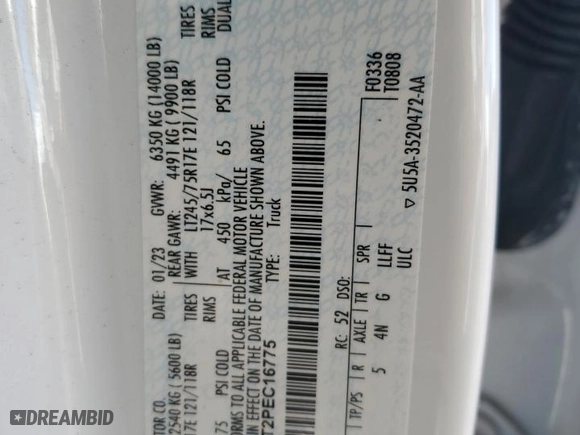 TOR CO. DATE: 01/23 GVWR: 6350 KG (14000 LB)
2540 KG ( 5600 LB) REAR GAWR: 4491 KG ( 9900 LB)
TIRES WITH LT245/75R17E 121/118R TIRES
17E 121/118R
RIMS 17x6.5J RIMS
75 PSI COLD AT 450 kPa/ 65 PSI COLD DUAL
ORMS TO ALL APPLICABLE FEDERAL MOTOR VEHICLE
IN EFFECT ON THE DATE OF MANUFACTURE SHOWN ABOVE.
T2PEC16775 TYPE: Truck
F0336
T0808
RC: 52 DSO:
TP/PS R AXLE TR SPR
5 4N G LLFF
ULC
▽ 5U5A-3520472-AA
DREAMBID